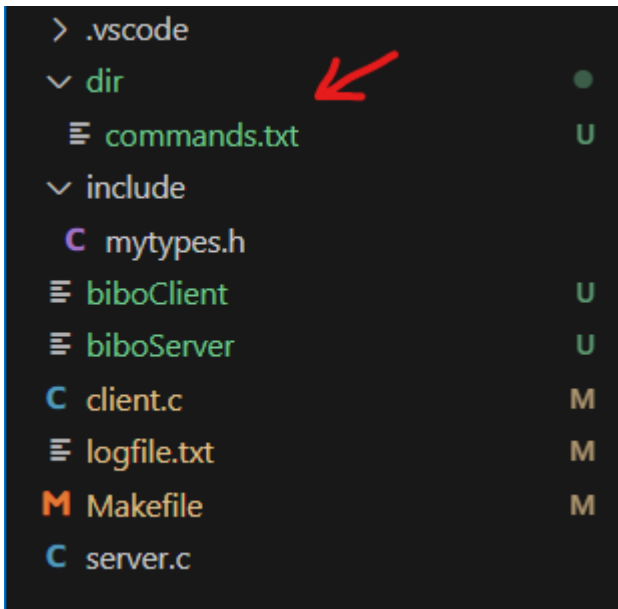 .vscode
dir
commands.txt U
include
C mytypes.h
biboClient U
biboServer U
C client.c M
logfile.txt M
M Makefile M
C server.c